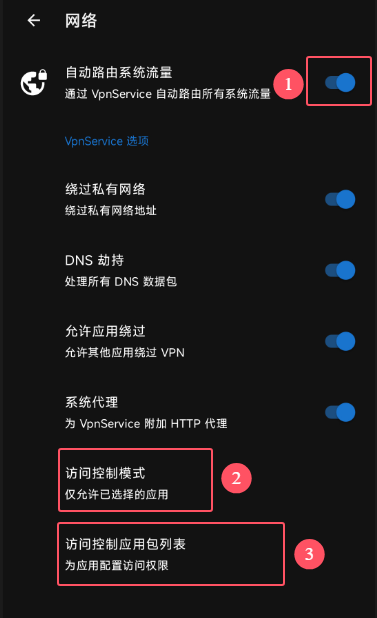 网络
自动路由系统流量
通过 VpnService 自动路由所有系统流量
1
VpnService 选项
绕过私有网络
绕过私有网络地址
DNS 劫持
处理所有 DNS 数据包
允许应用绕过
允许其他应用绕过 VPN
系统代理
为 VpnService 附加 HTTP 代理
访问控制模式
仅允许已选择的应用
2
访问控制应用包列表
为应用配置访问权限
3